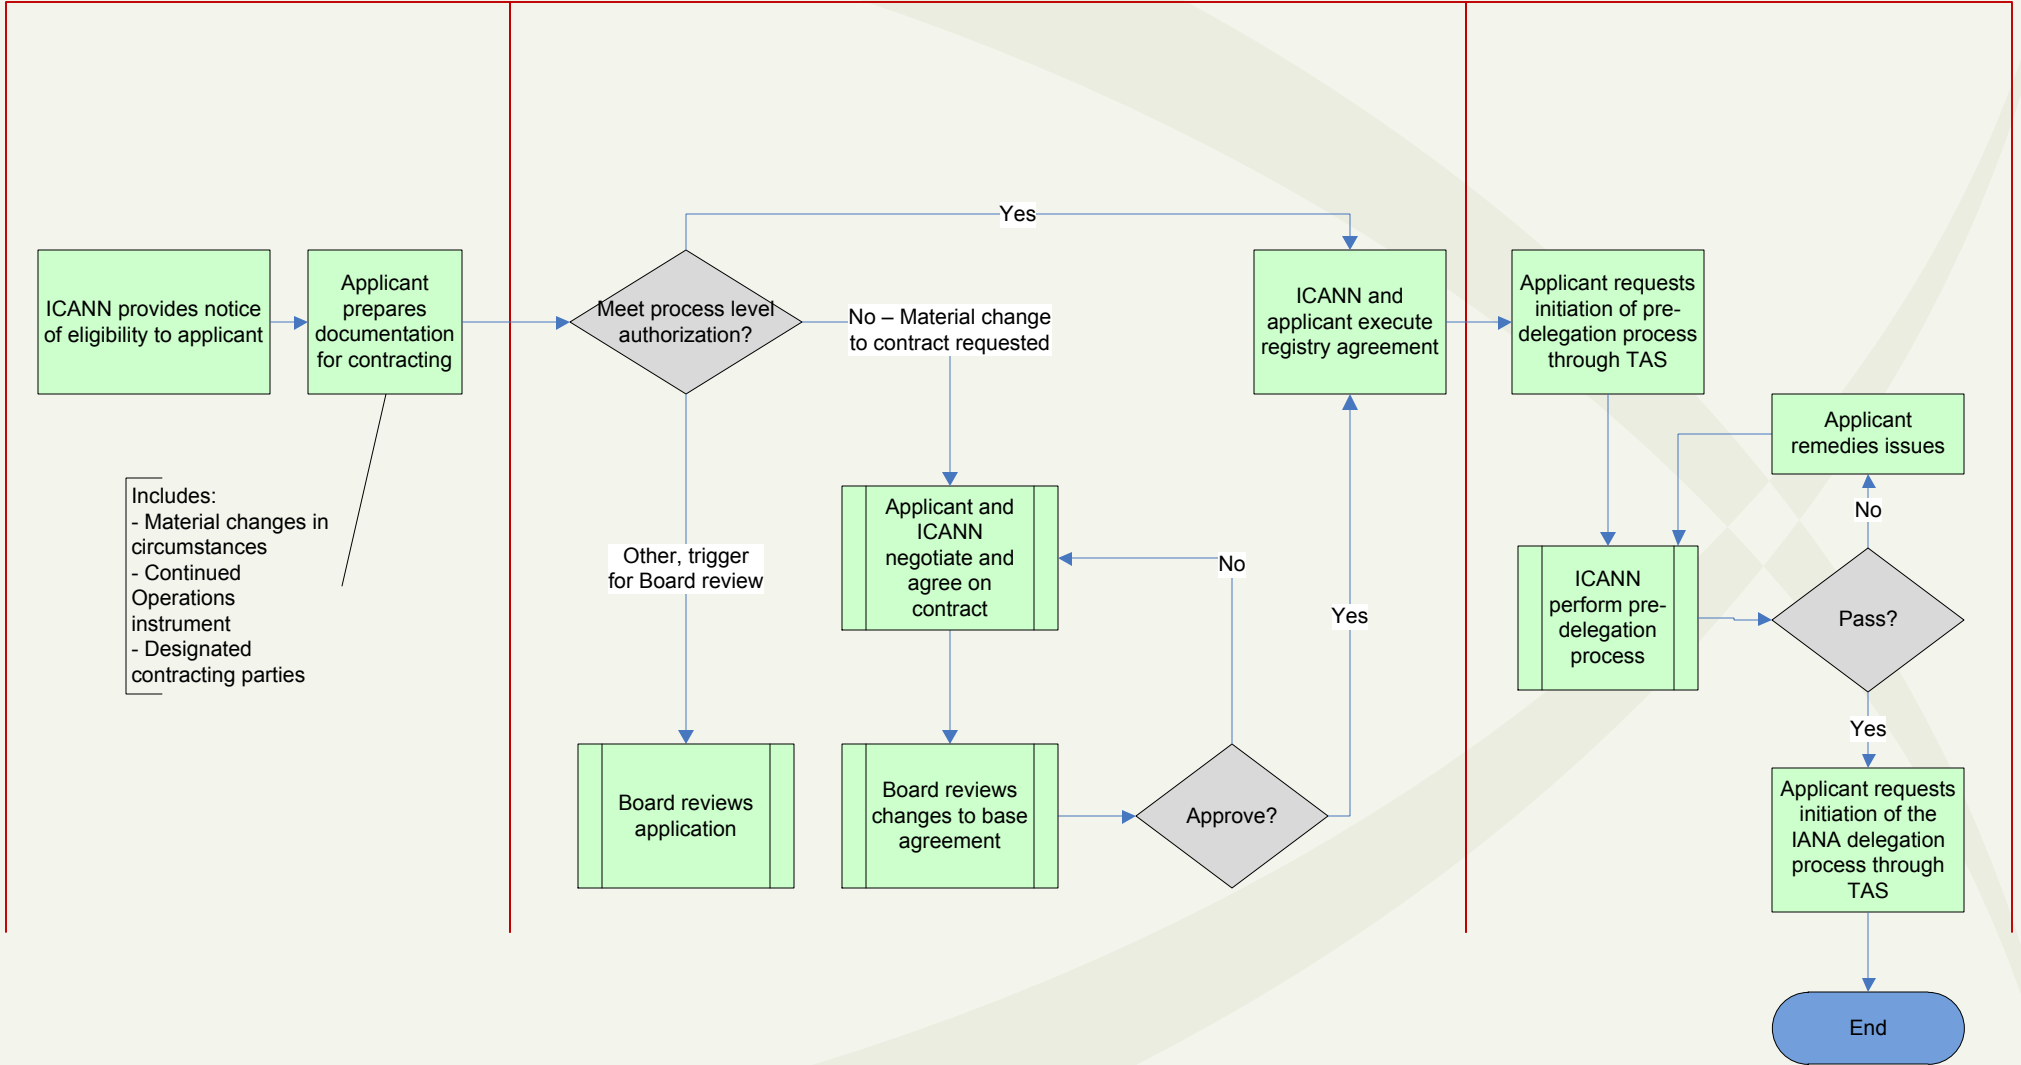 ICANN provides notice
of eligibility to applicant
Applicant
prepares
documentation
for contracting
Includes:
- Material changes in
circumstances
- Continued
Operations
instrument
- Designated
contracting parties
Meet process level
authorization?
Yes
No – Material change
to contract requested
Other, trigger
for Board review
Board reviews
application
Applicant and
ICANN
negotiate and
agree on
contract
Board reviews
changes to base
agreement
Approve?
No
Yes
ICANN and
applicant execute
registry agreement
Applicant requests
initiation of pre-
delegation process
through TAS
ICANN
perform pre-
delegation
process
Pass?
No
Applicant
remedies issues
Yes
Applicant requests
initiation of the
IANA delegation
process through
TAS
End